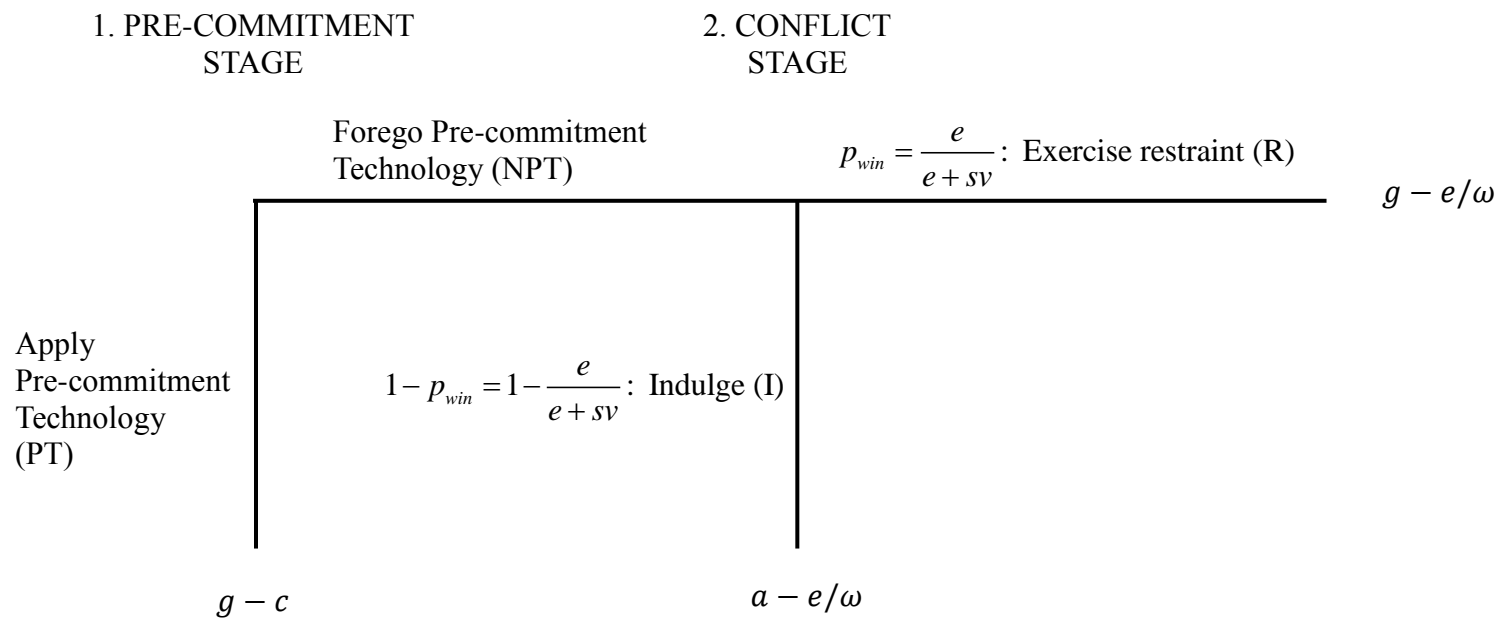 1. PRE-COMMITMENT
STAGE
2. CONFLICT
STAGE
Forego Pre-commitment
Technology (NPT)
p_win = e/(e + sv) : Exercise restraint (R)
g − e/ω
Apply
Pre-commitment
Technology
(PT)
1 − p_win = 1 − e/(e + sv) : Indulge (I)
g − c
a − e/ω